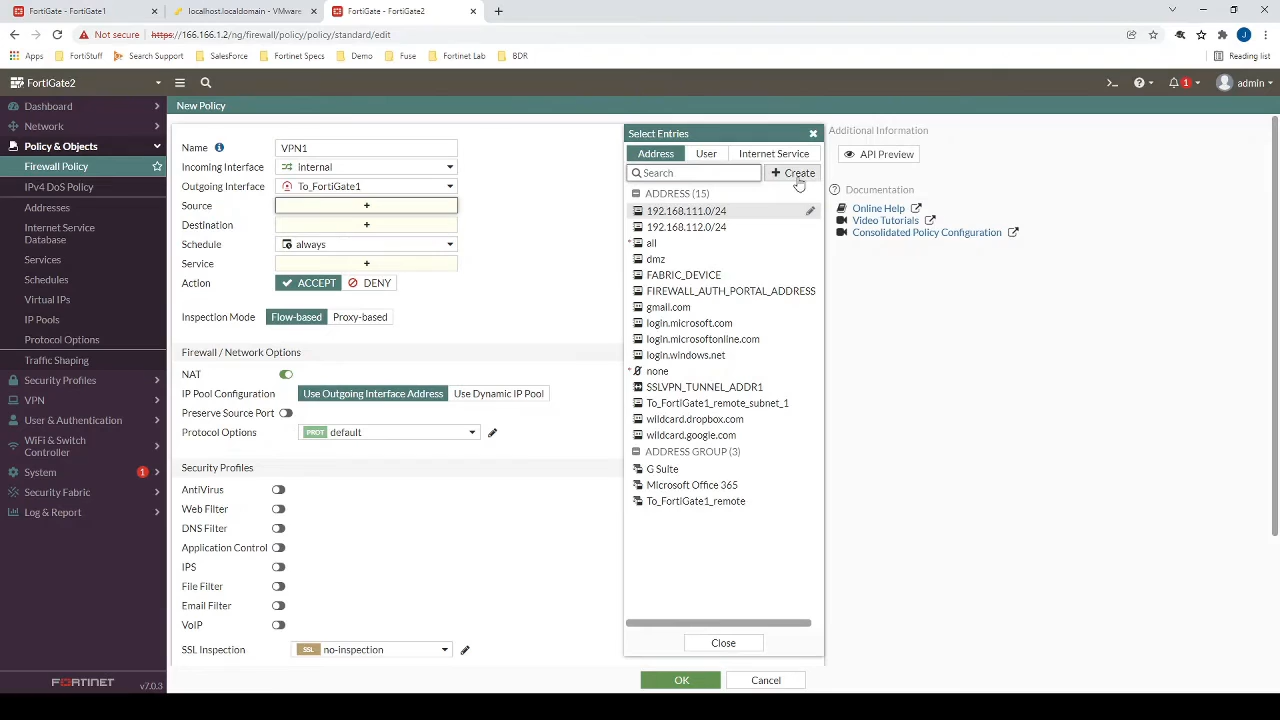 FortiGate - FortiGate1
localhost.localdomain - VMware
FortiGate - FortiGate2
Not secure https://166.166.1.2/ng/firewall/policy/policy/standard/edit
Apps FortiStuff Search Support SalesForce Fortinet Specs Demo Fuse Fortinet Lab BDR Reading list
FortiGate2
>_ 1 admin
J
Dashboard
Network
Policy & Objects
Firewall Policy
IPv4 DoS Policy
Addresses
Internet Service
Database
Services
Schedules
Virtual IPs
IP Pools
Protocol Options
Traffic Shaping
Security Profiles
VPN
User & Authentication
WiFi & Switch
Controller
System 1
Security Fabric
Log & Report
FORTINET v7.0.3
New Policy
Name VPN1
Incoming Interface internal
Outgoing Interface To_FortiGate1
Source +
Destination +
Schedule always
Service +
Action ACCEPT DENY
Inspection Mode Flow-based Proxy-based
Firewall / Network Options
NAT
IP Pool Configuration Use Outgoing Interface Address Use Dynamic IP Pool
Preserve Source Port
Protocol Options PROT default
Security Profiles
AntiVirus
Web Filter
DNS Filter
Application Control
IPS
File Filter
Email Filter
VoIP
SSL Inspection SSL no-inspection
OK Cancel
Select Entries
Address User Internet Service
Search + Create
ADDRESS (15)
192.168.111.0/24
192.168.112.0/24
all
dmz
FABRIC_DEVICE
FIREWALL_AUTH_PORTAL_ADDRESS
gmail.com
login.microsoft.com
login.microsoftonline.com
login.windows.net
none
SSLVPN_TUNNEL_ADDR1
To_FortiGate1_remote_subnet_1
wildcard.dropbox.com
wildcard.google.com
ADDRESS GROUP (3)
G Suite
Microsoft Office 365
To_FortiGate1_remote
Close
Additional Information
API Preview
Documentation
Online Help
Video Tutorials
Consolidated Policy Configuration